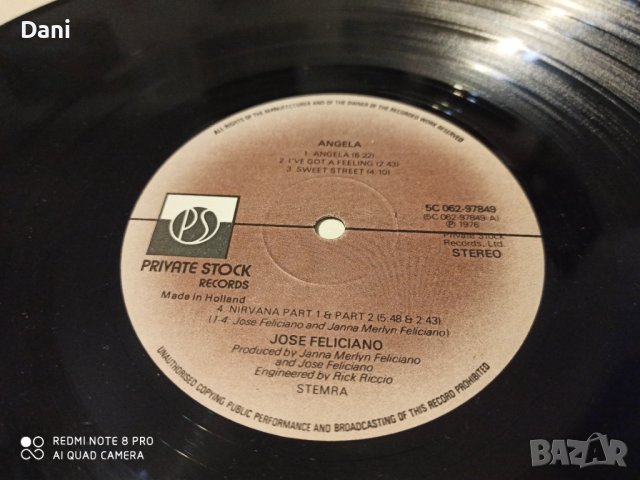 Dani
ALL RIGHTS OF THE MANUFACTURER AND OF THE OWNER OF THE RECORDED WORK RESERVED
ANGELA
1. ANGELA (6:22)
2. I'VE GOT A FEELING (2:43)
3. SWEET STREET (4:10)
5C 062-97849
(5C 062-97849-A)
Ⓟ 1976
Private Stock
Records, Ltd.
STEREO
PS
PRIVATE STOCK
RECORDS
Made in Holland
4. NIRVANA PART 1 & PART 2 (5:48 & 2:43)
(1-4: Jose Feliciano and Janna Merlyn Feliciano)
JOSE FELICIANO
Produced by Janna Merlyn Feliciano
and Jose Feliciano
Engineered by Rick Riccio
STEMRA
UNAUTHORISED COPYING PUBLIC PERFORMANCE AND BROADCASTING OF THIS RECORD PROHIBITED
REDMI NOTE 8 PRO
AI QUAD CAMERA
BAZAR